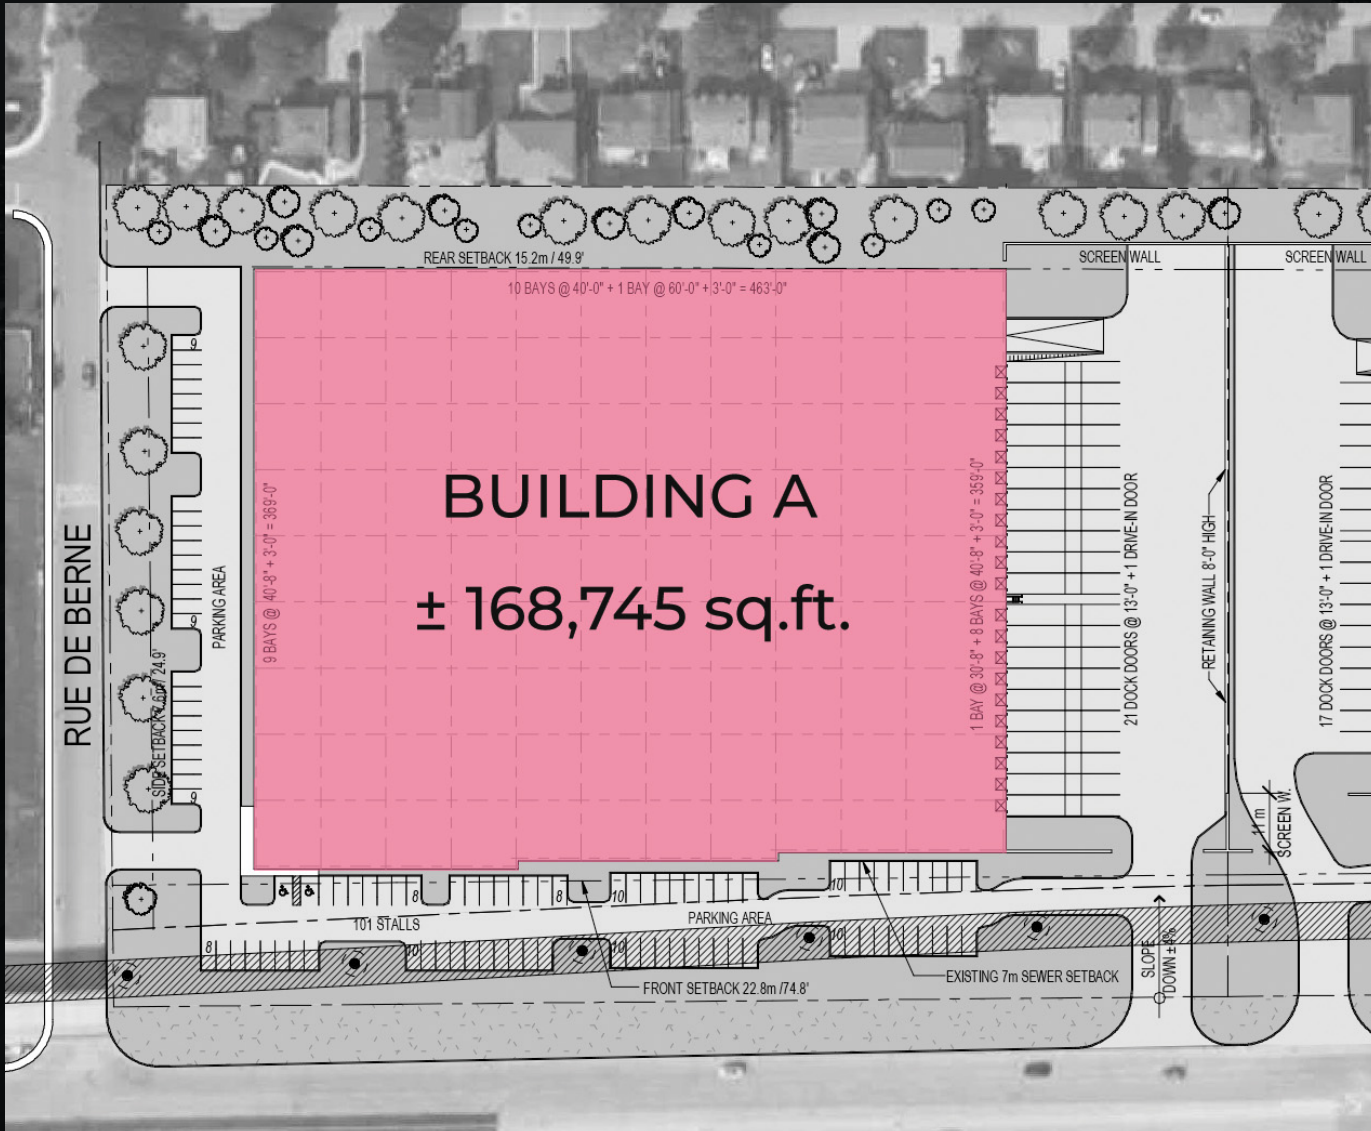 REAR SETBACK 15.2m / 49.9'
SCREEN WALL
SCREEN WALL
10 BAYS @ 40'-0" + 1 BAY @ 60'-0" + 3'-0" = 463'-0"
9
BUILDING A
± 168,745 sq.ft.
RUE DE BERNE
PARKING AREA
9 BAYS @ 40'-8" + 3'-0" = 369'-0"
1 BAY @ 30'-8" + 8 BAYS @ 40'-8" + 3'-0" = 359'-0"
21 DOCK DOORS @ 13'-0" + 1 DRIVE-IN DOOR
RETAINING WALL 8'-0" HIGH
17 DOCK DOORS @ 13'-0" + 1 DRIVE-IN DOOR
9
9
11 m
SCREEN W.
8
8
10
10
101 STALLS
PARKING AREA
8
10
10
10
EXISTING 7m SEWER SETBACK
FRONT SETBACK 22.8m /74.8'
SLOPE
DOWN ± 4%